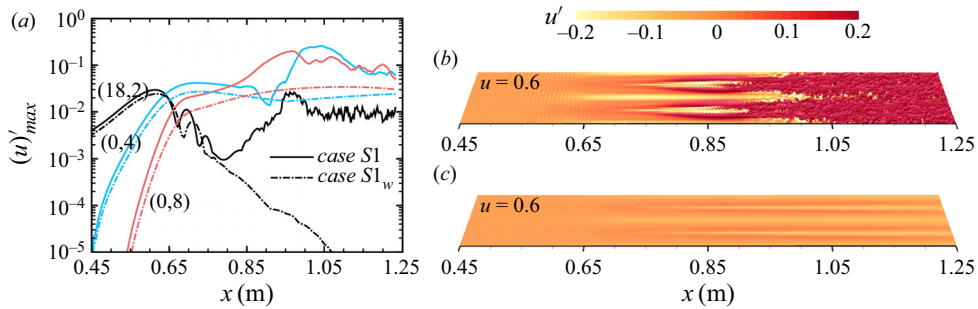 (a)
10^0
10^-1
10^-2
10^-3
10^-4
10^-5
(u)'max
(18,2)
(0,4)
(0,8)
case S1
case S1w
0.45 0.65 0.85 1.05 1.25
x (m)
u'
−0.2 −0.1 0 0.1 0.2
(b)
u = 0.6
0.45 0.65 0.85 1.05 1.25
(c)
u = 0.6
0.45 0.65 0.85 1.05 1.25
x (m)